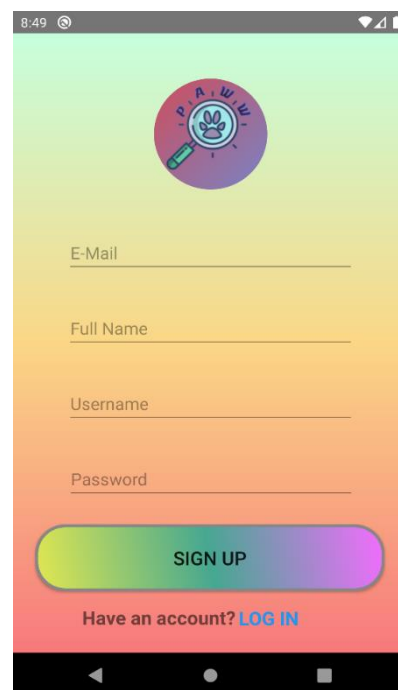 8:49
PAWW
E-Mail
Full Name
Username
Password
SIGN UP
Have an account? LOG IN